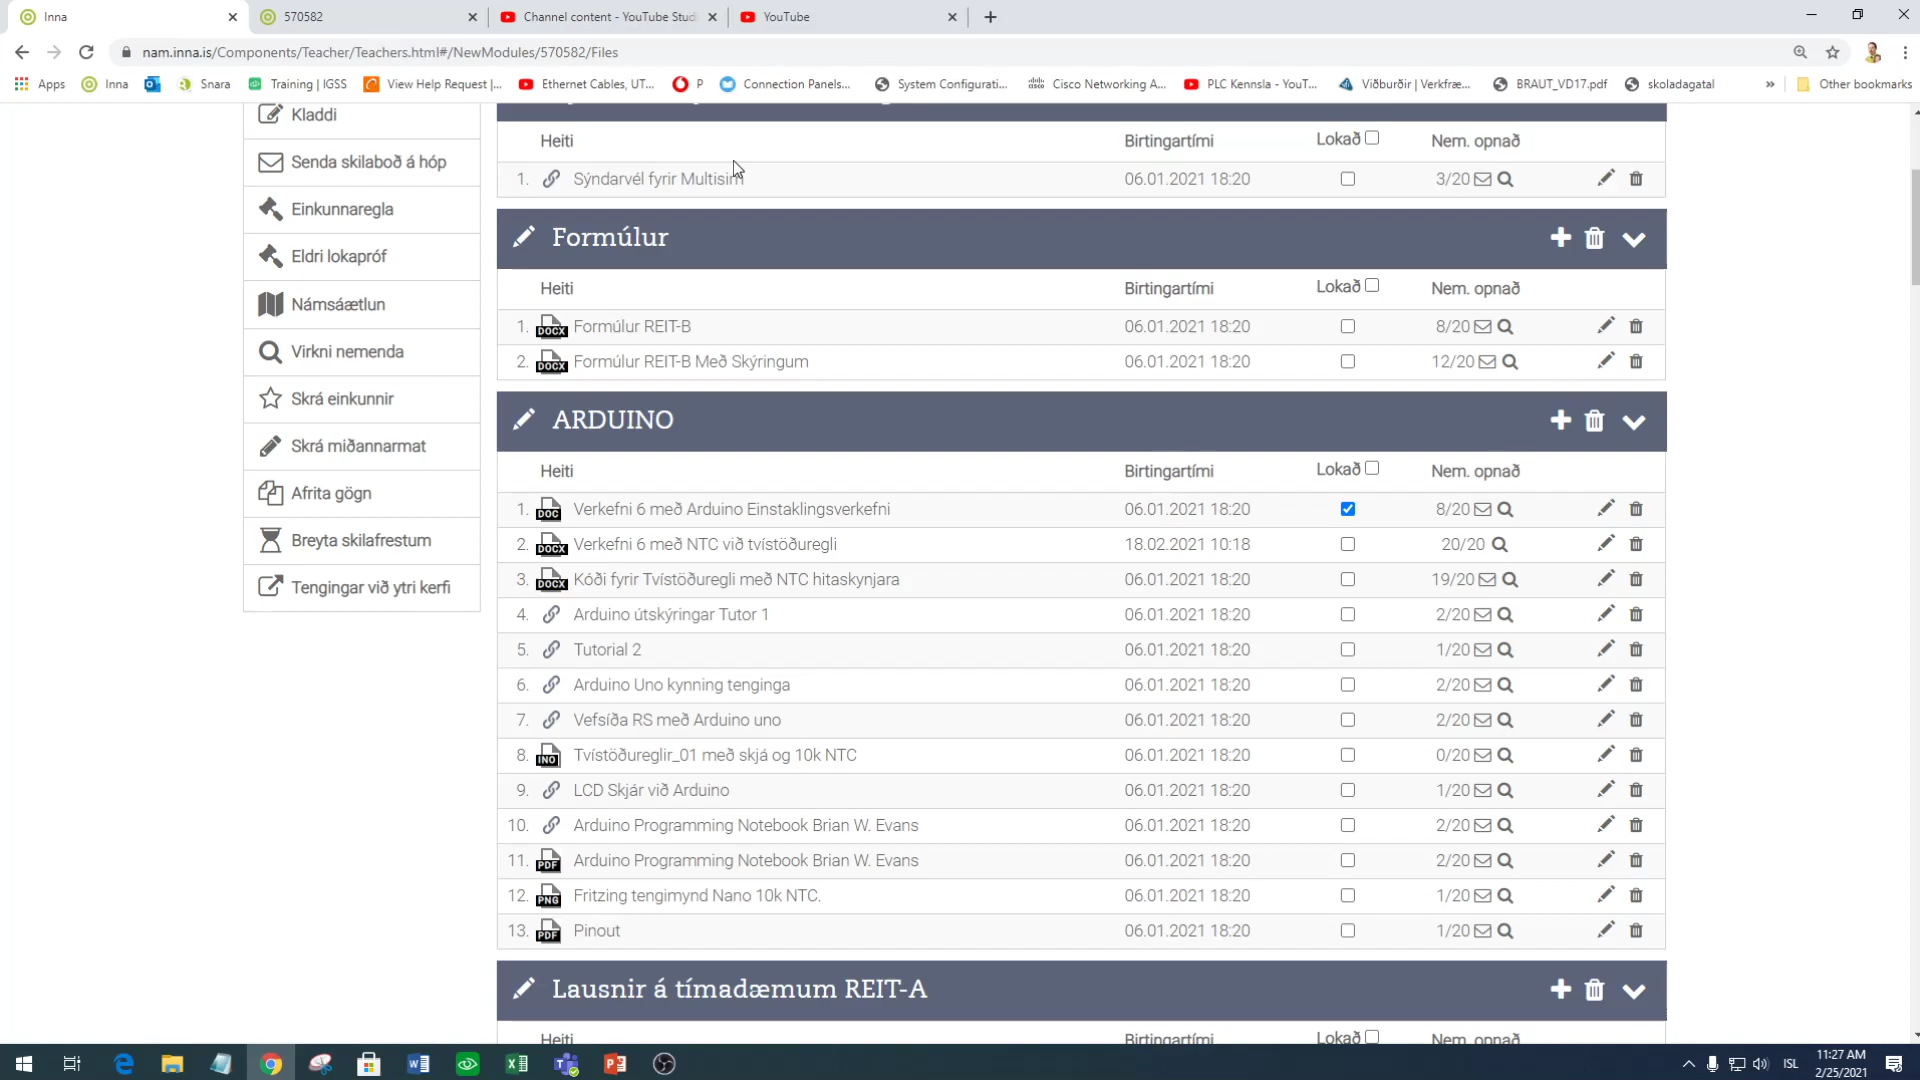 Inna
570582
Channel content - YouTube Stud
YouTube
nam.inna.is/Components/Teacher/Teachers.html#/NewModules/570582/Files
Apps
Inna
Snara
Training | IGSS
View Help Request |...
Ethernet Cables, UT...
P
Connection Panels...
System Configurati...
Cisco Networking A...
PLC Kennsla - YouT...
Viðburðir | Verkfræ...
BRAUT_VD17.pdf
skoladagatal
»
Other bookmarks
Kladdi
Senda skilaboð á hóp
Einkunnaregla
Eldri lokapróf
Námsáætlun
Virkni nemenda
Skrá einkunnir
Skrá miðannarmat
Afrita gögn
Breyta skilafrestum
Tengingar við ytri kerfi
Heiti Birtingartími Lokað Nem. opnað
1. Sýndarvél fyrir Multisim 06.01.2021 18:20 3/20
Formúlur
Heiti Birtingartími Lokað Nem. opnað
1. DOCX Formúlur REIT-B 06.01.2021 18:20 8/20
2. DOCX Formúlur REIT-B Með Skýringum 06.01.2021 18:20 12/20
ARDUINO
Heiti Birtingartími Lokað Nem. opnað
1. DOC Verkefni 6 með Arduino Einstaklingsverkefni 06.01.2021 18:20 8/20
2. DOCX Verkefni 6 með NTC við tvístöðuregli 18.02.2021 10:18 20/20
3. DOCX Kóði fyrir Tvístöðuregli með NTC hitaskynjara 06.01.2021 18:20 19/20
4. Arduino útskýringar Tutor 1 06.01.2021 18:20 2/20
5. Tutorial 2 06.01.2021 18:20 1/20
6. Arduino Uno kynning tenginga 06.01.2021 18:20 2/20
7. Vefsíða RS með Arduino uno 06.01.2021 18:20 2/20
8. INO Tvístöðureglir_01 með skjá og 10k NTC 06.01.2021 18:20 0/20
9. LCD Skjár við Arduino 06.01.2021 18:20 1/20
10. Arduino Programming Notebook Brian W. Evans 06.01.2021 18:20 2/20
11. PDF Arduino Programming Notebook Brian W. Evans 06.01.2021 18:20 2/20
12. PNG Fritzing tengimynd Nano 10k NTC. 06.01.2021 18:20 1/20
13. PDF Pinout 06.01.2021 18:20 1/20
Lausnir á tímadæmum REIT-A
Heiti Birtingartími Lokað Nem. opnað
ISL
11:27 AM
2/25/2021